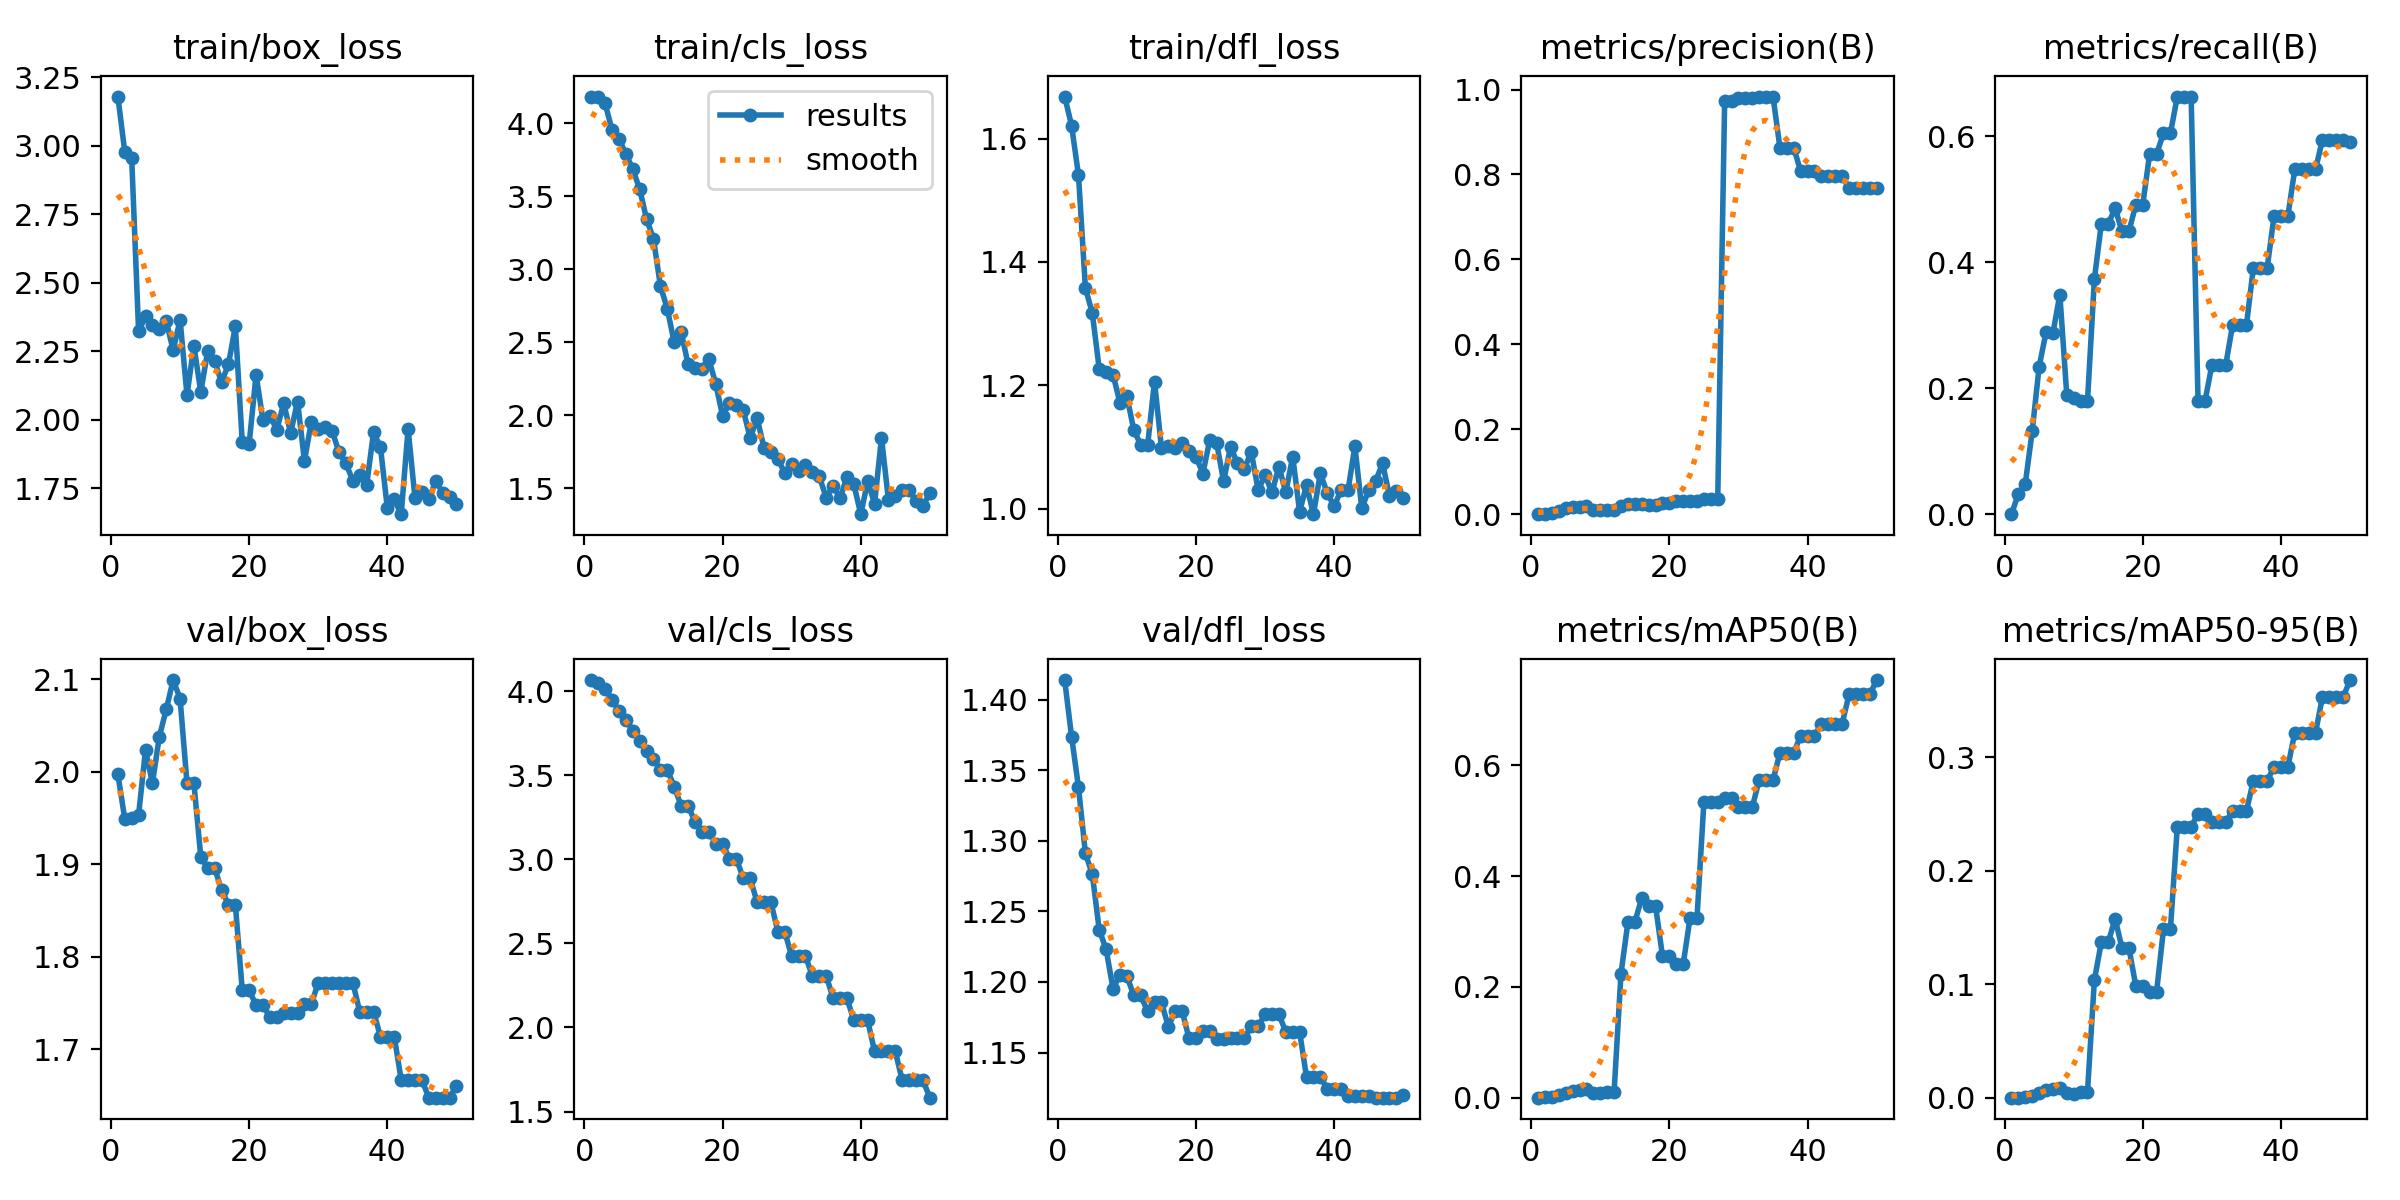 train/box_loss
3.25
3.00
2.75
2.50
2.25
2.00
1.75
0 20 40
train/cls_loss
results
smooth
4.0
3.5
3.0
2.5
2.0
1.5
0 20 40
train/dfl_loss
1.6
1.4
1.2
1.0
0 20 40
metrics/precision(B)
1.0
0.8
0.6
0.4
0.2
0.0
0 20 40
metrics/recall(B)
0.6
0.4
0.2
0.0
0 20 40
val/box_loss
2.1
2.0
1.9
1.8
1.7
0 20 40
val/cls_loss
4.0
3.5
3.0
2.5
2.0
1.5
0 20 40
val/dfl_loss
1.40
1.35
1.30
1.25
1.20
1.15
0 20 40
metrics/mAP50(B)
0.6
0.4
0.2
0.0
0 20 40
metrics/mAP50-95(B)
0.3
0.2
0.1
0.0
0 20 40